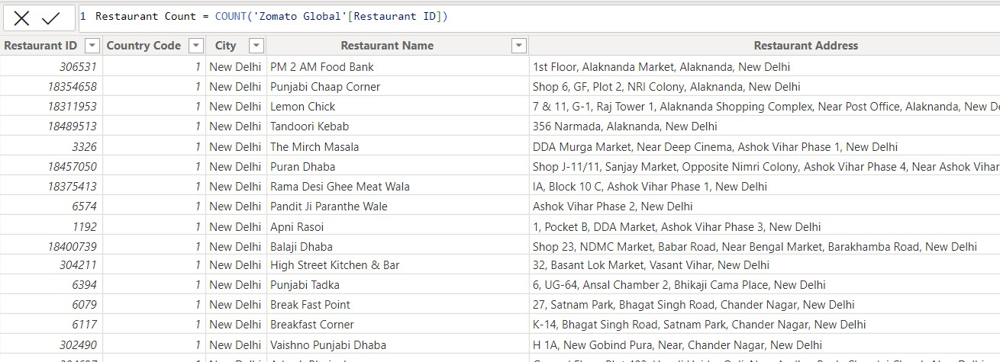 1 Restaurant Count = COUNT('Zomato Global'[Restaurant ID])
Restaurant ID Country Code City Restaurant Name Restaurant Address
306531 1 New Delhi PM 2 AM Food Bank 1st Floor, Alaknanda Market, Alaknanda, New Delhi
18354658 1 New Delhi Punjabi Chaap Corner Shop 6, GF, Plot 2, NRI Colony, Alaknanda, New Delhi
18311953 1 New Delhi Lemon Chick 7 & 11, G-1, Raj Tower 1, Alaknanda Shopping Complex, Near Post Office, Alaknanda, New De
18489513 1 New Delhi Tandoori Kebab 356 Narmada, Alaknanda, New Delhi
3326 1 New Delhi The Mirch Masala DDA Murga Market, Near Deep Cinema, Ashok Vihar Phase 1, New Delhi
18457050 1 New Delhi Puran Dhaba Shop J-11/11, Sanjay Market, Opposite Nimri Colony, Ashok Vihar Phase 4, Near Ashok Vihar
18375413 1 New Delhi Rama Desi Ghee Meat Wala IA, Block 10 C, Ashok Vihar Phase 1, New Delhi
6574 1 New Delhi Pandit Ji Paranthe Wale Ashok Vihar Phase 2, New Delhi
1192 1 New Delhi Apni Rasoi 1, Pocket B, DDA Market, Ashok Vihar Phase 3, New Delhi
18400739 1 New Delhi Balaji Dhaba Shop 23, NDMC Market, Babar Road, Near Bengal Market, Barakhamba Road, New Delhi
304211 1 New Delhi High Street Kitchen & Bar 32, Basant Lok Market, Vasant Vihar, New Delhi
6394 1 New Delhi Punjabi Tadka 6, UG-64, Ansal Chamber 2, Bhikaji Cama Place, New Delhi
6079 1 New Delhi Break Fast Point 27, Satnam Park, Bhagat Singh Road, Chander Nagar, New Delhi
6117 1 New Delhi Breakfast Corner K-14, Bhagat Singh Road, Satnam Park, Chander Nagar, New Delhi
302490 1 New Delhi Vaishno Punjabi Dhaba H 1A, New Gobind Pura, Near, Chander Nagar, New Delhi